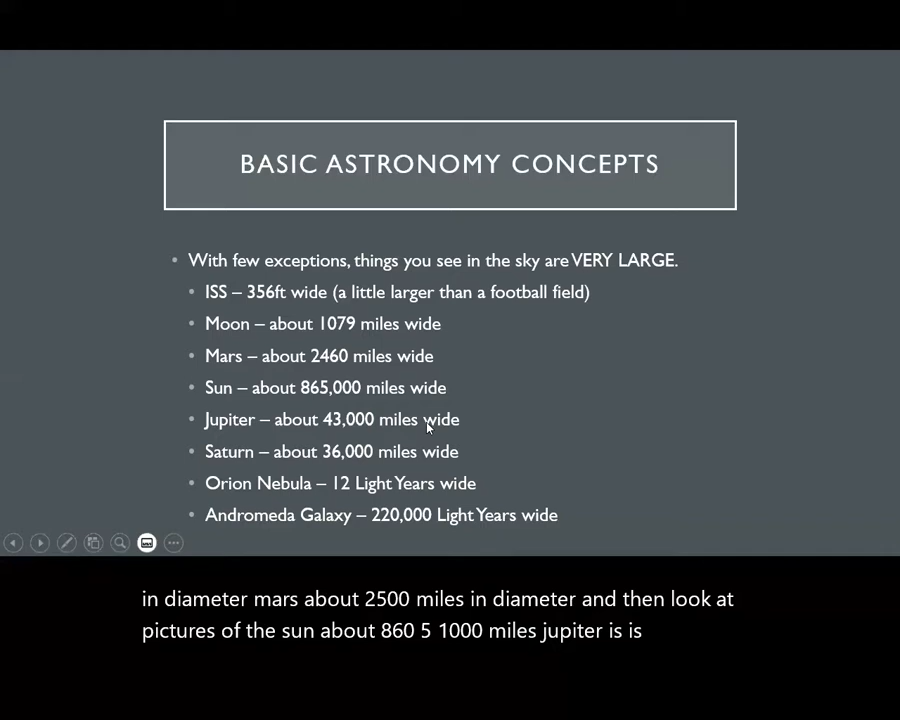 BASIC ASTRONOMY CONCEPTS
• With few exceptions, things you see in the sky are VERY LARGE.
• ISS – 356ft wide (a little larger than a football field)
• Moon – about 1079 miles wide
• Mars – about 2460 miles wide
• Sun – about 865,000 miles wide
• Jupiter – about 43,000 miles wide
• Saturn – about 36,000 miles wide
• Orion Nebula – 12 Light Years wide
• Andromeda Galaxy – 220,000 Light Years wide
in diameter mars about 2500 miles in diameter and then look at
pictures of the sun about 860 5 1000 miles jupiter is is